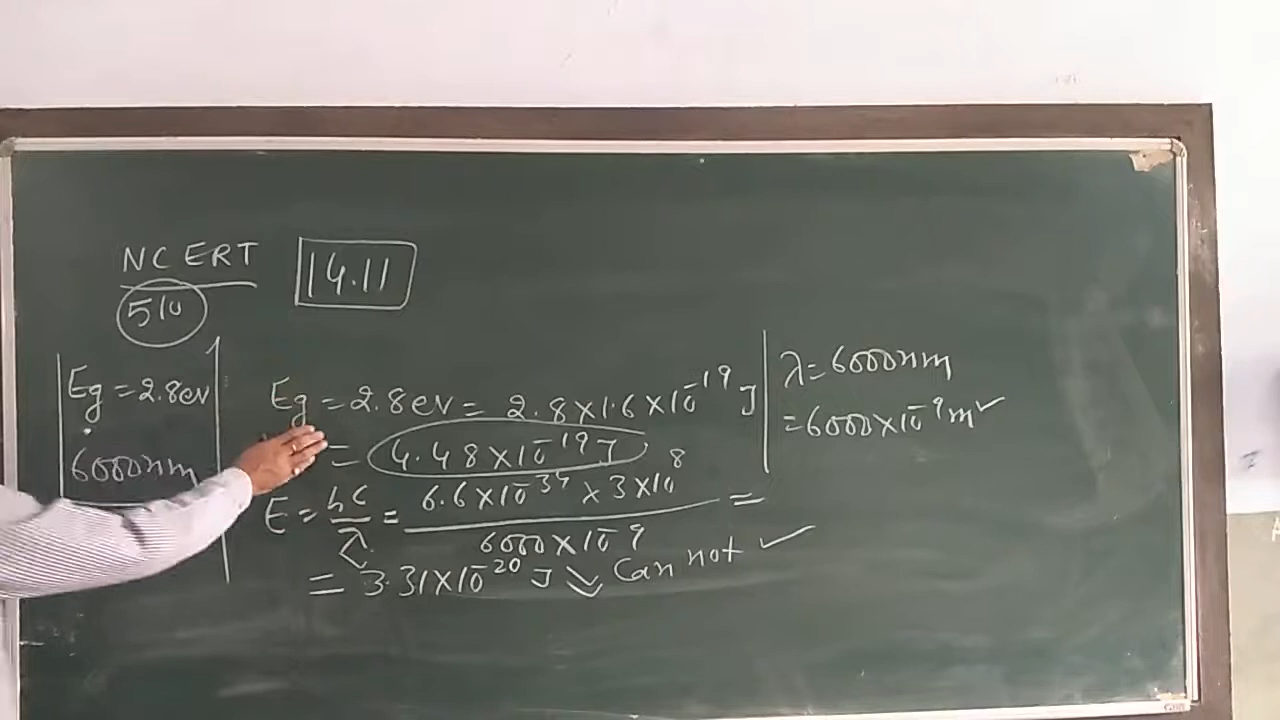 NCERT 14.11
510
Eg = 2.8ev
6000nm
Eg = 2.8ev = 2.8×1.6×10⁻¹⁹ J
= 4.48×10⁻¹⁹ J
E = hc/λ = 6.6×10⁻³⁴ × 3×10⁸ / 6000×10⁻⁹ =
= 3.31×10⁻²⁰ J Can not ✓
λ = 6000nm
= 6000×10⁻⁹m ✓